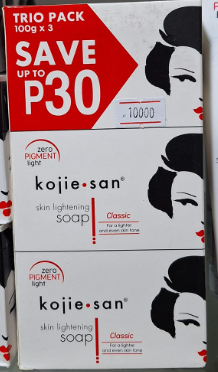 TRIO PACK
100g x 3
SAVE
UP TO
P30
10000
zero
PIGMENT
light
kojie•san®
skin lightening
soap
Classic
for a lighter
and even skin tone
zero
PIGMENT
light
kojie•san®
skin lightening
soap
Classic
for a lighter
and even skin tone